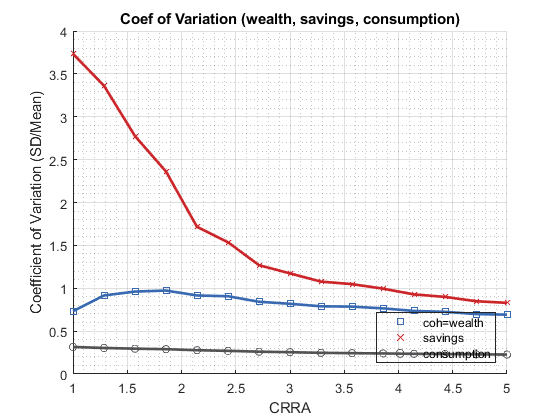 Coef of Variation (wealth, savings, consumption)
Coefficient of Variation (SD/Mean)
4
3.5
3
2.5
2
1.5
1
0.5
0
coh=wealth
savings
consumption
1 1.5 2 2.5 3 3.5 4 4.5 5
CRRA